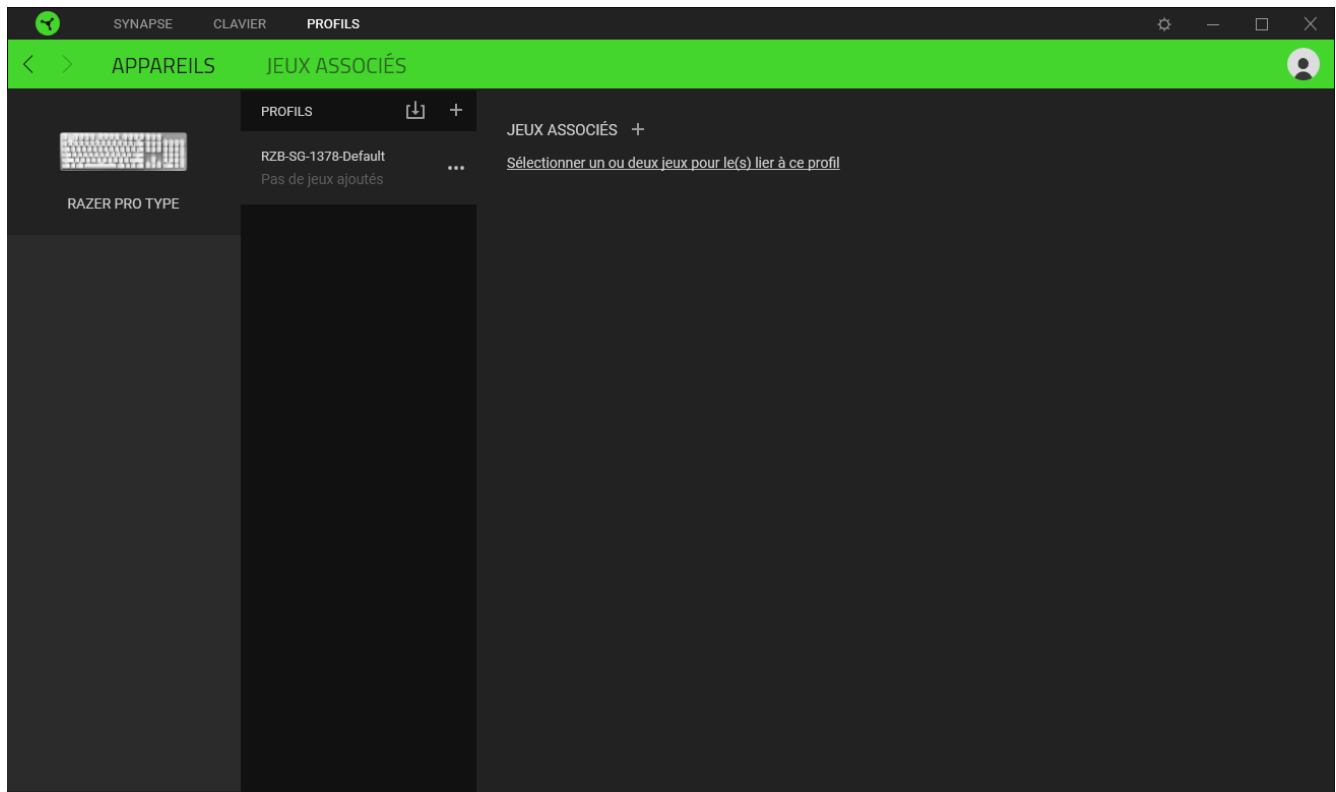 SYNAPSE CLAVIER PROFILS
APPAREILS JEUX ASSOCIÉS
RAZER PRO TYPE
PROFILS
RZB-SG-1378-Default
Pas de jeux ajoutés
JEUX ASSOCIÉS
Sélectionner un ou deux jeux pour le(s) lier à ce profil